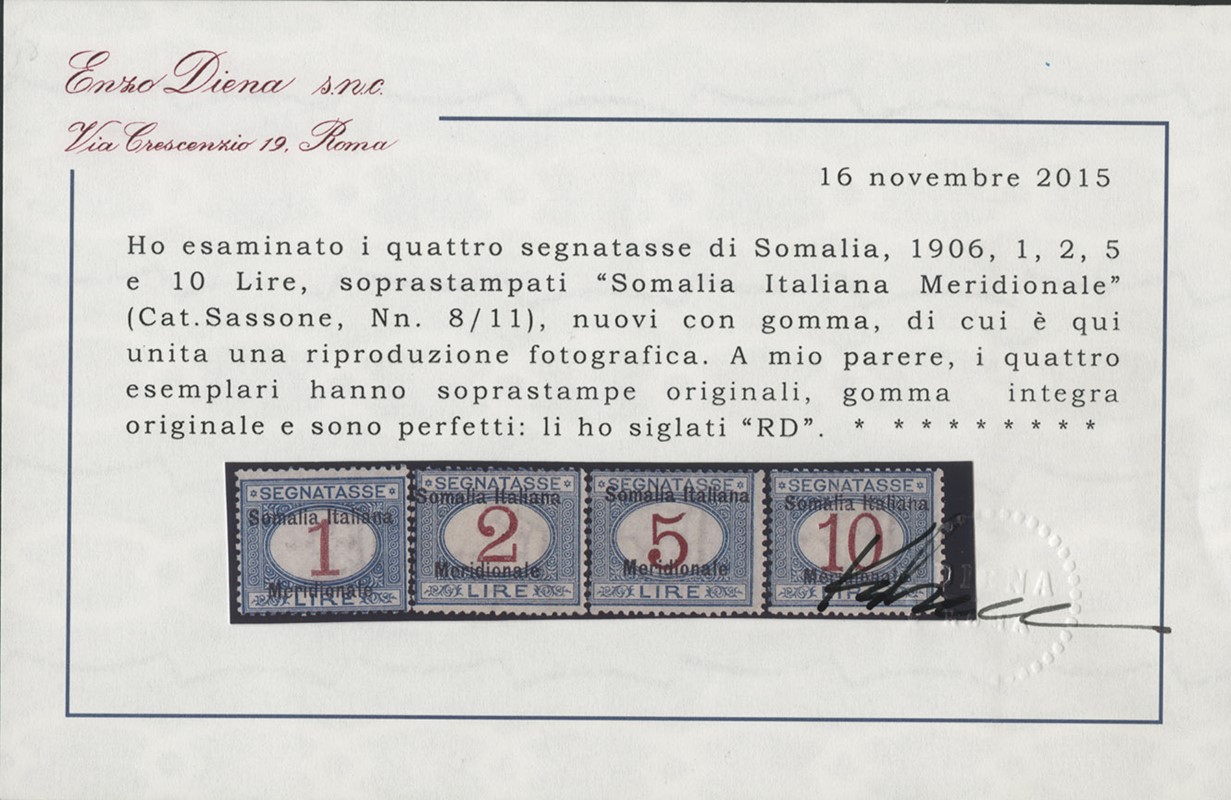 Enzo Diena s.n.c.
Via Crescenzio 19, Roma
16 novembre 2015
Ho esaminato i quattro segnatasse di Somalia, 1906, 1, 2, 5
e 10 Lire, soprastampati “Somalia Italiana Meridionale”
(Cat.Sassone, Nn. 8/11), nuovi con gomma, di cui è qui
unita una riproduzione fotografica. A mio parere, i quattro
esemplari hanno soprastampe originali, gomma integra
originale e sono perfetti: li ho siglati “RD”. * * * * * * * * *
SEGNATASSE
Somalia Italiana
1
Meridionale
LIRE
SEGNATASSE
Somalia Italiana
2
Meridionale
LIRE
SEGNATASSE
Somalia Italiana
5
Meridionale
LIRE
SEGNATASSE
Somalia Italiana
10
Meridionale
LIRE
DIENA
ROMA